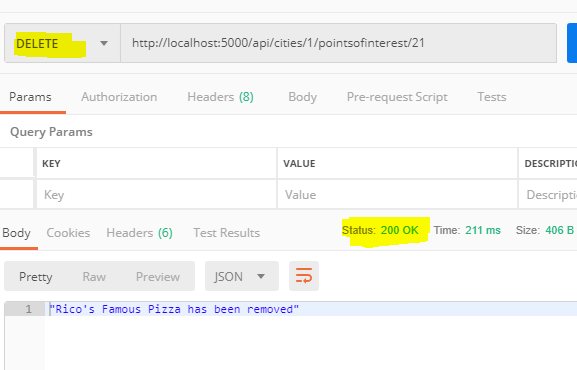 DELETE http://localhost:5000/api/cities/1/pointsofinterest/21
Params Authorization Headers (8) Body Pre-request Script Tests
Query Params
KEY VALUE DESCRIPTI
Key Value Descripti
Body Cookies Headers (6) Test Results Status: 200 OK Time: 211 ms Size: 406 B
Pretty Raw Preview JSON
1 "Rico's Famous Pizza has been removed"